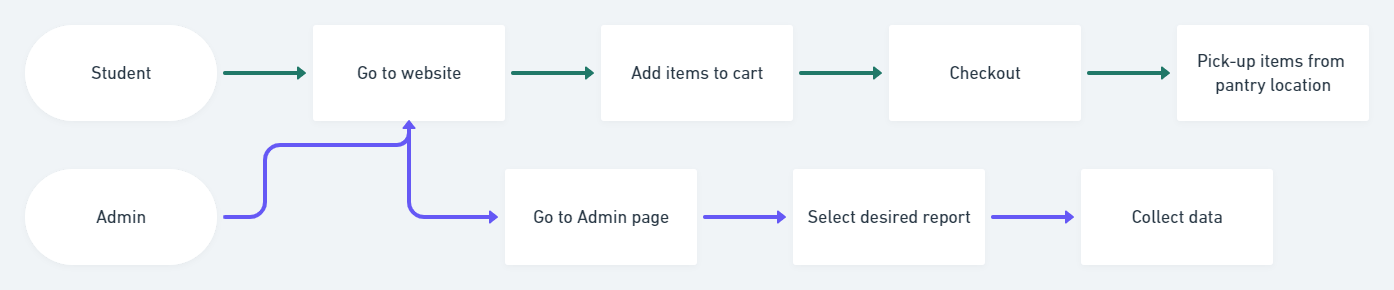 Student
Go to website
Add items to cart
Checkout
Pick-up items from
pantry location
Admin
Go to Admin page
Select desired report
Collect data